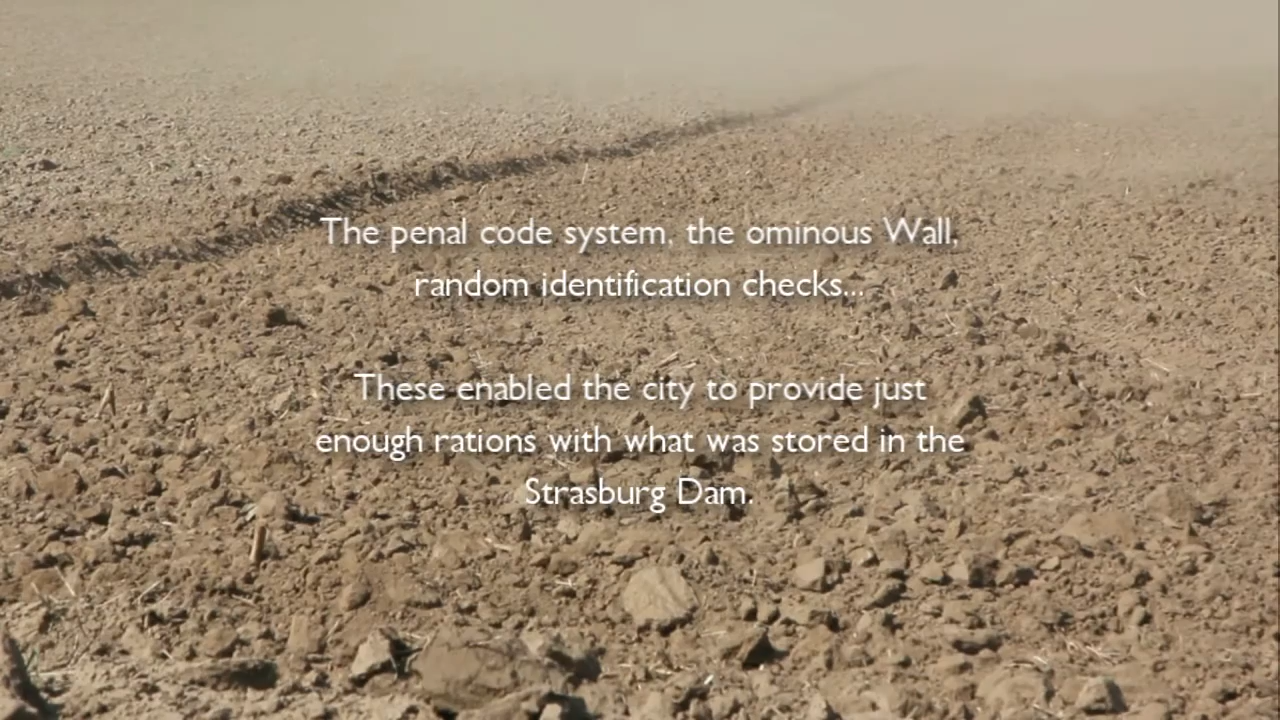 The penal code system, the ominous Wall,
random identification checks...
These enabled the city to provide just
enough rations with what was stored in the
Strasburg Dam.